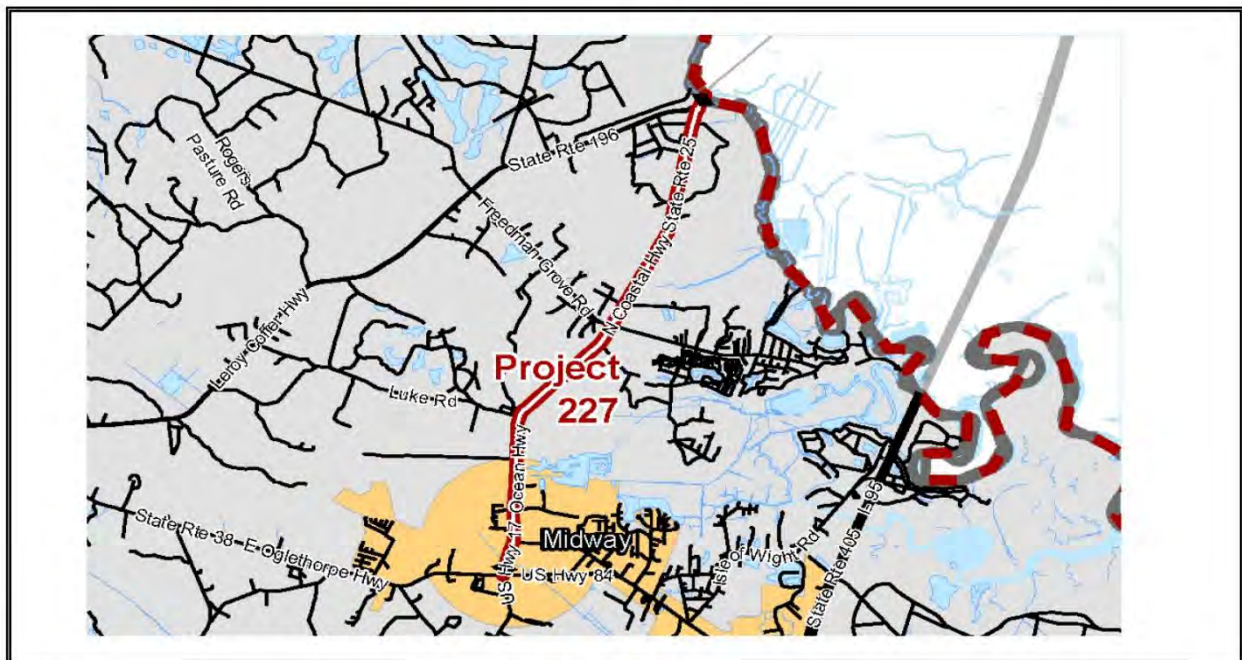 State Rte 196
Rogers
Pasture Rd
N Coastal Hwy State Rte 25
Freedman Grove Rd
Leroy Coffer Hwy
Project
227
Luke Rd
US Hwy 17 Ocean Hwy
State Rte 38 E Oglethorpe Hwy
Midway
US Hwy 84
Isle of Wight Rd
State Rte 405 I-95